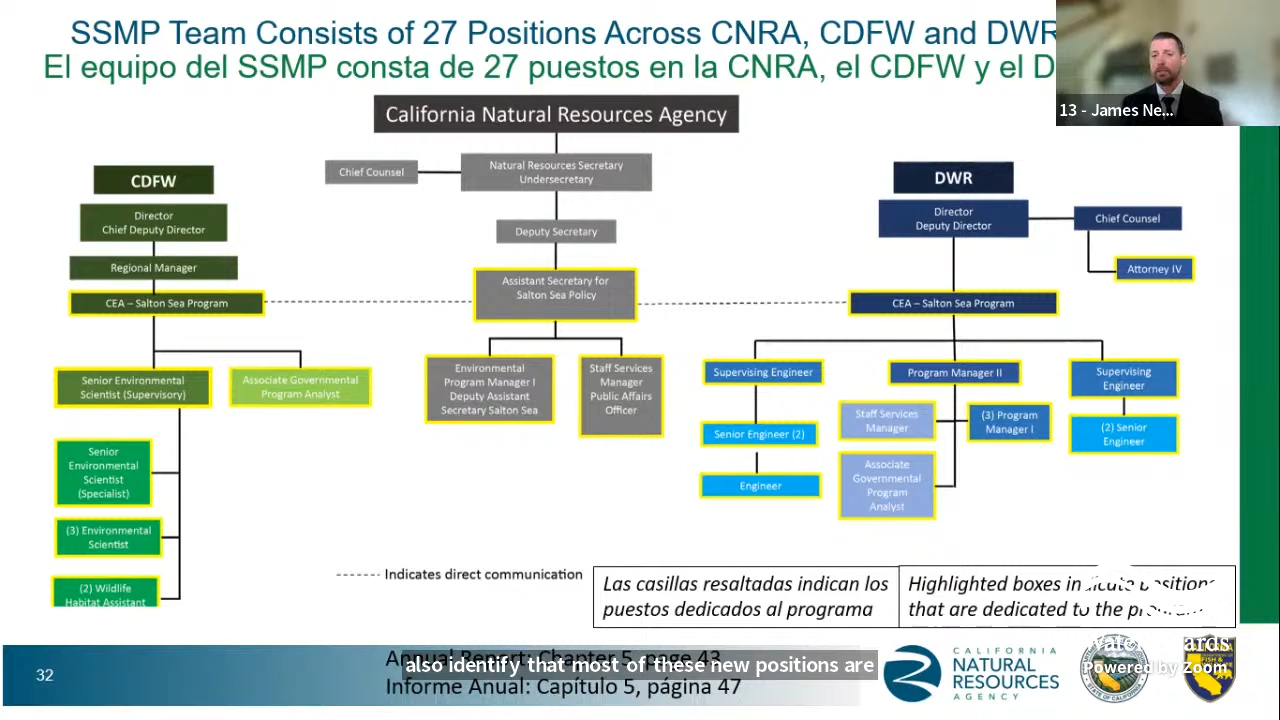 SSMP Team Consists of 27 Positions Across CNRA, CDFW and DWR
El equipo del SSMP consta de 27 puestos en la CNRA, el CDFW y el D
13 - James Ne...
California Natural Resources Agency
Chief Counsel
Natural Resources Secretary
Undersecretary
Deputy Secretary
Assistant Secretary for
Salton Sea Policy
Environmental
Program Manager I
Deputy Assistant
Secretary Salton Sea
Staff Services
Manager
Public Affairs
Officer
CDFW
Director
Chief Deputy Director
Regional Manager
CEA – Salton Sea Program
Senior Environmental
Scientist (Supervisory)
Associate Governmental
Program Analyst
Senior
Environmental
Scientist
(Specialist)
(3) Environmental
Scientist
(2) Wildlife
Habitat Assistant
DWR
Director
Deputy Director
Chief Counsel
Attorney IV
CEA – Salton Sea Program
Supervising Engineer
Senior Engineer (2)
Engineer
Program Manager II
Staff Services
Manager
(3) Program
Manager I
Associate
Governmental
Program
Analyst
Supervising
Engineer
(2) Senior
Engineer
Indicates direct communication
Las casillas resaltadas indican los
puestos dedicados al programa
Highlighted boxes indicate positions
that are dedicated to the
32
Annual Report: Chapter 5, page 43
also identify that most of these new positions are
Informe Anual: Capítulo 5, página 47
CALIFORNIA
NATURAL
RESOURCES
AGENCY
Powered by Zoom